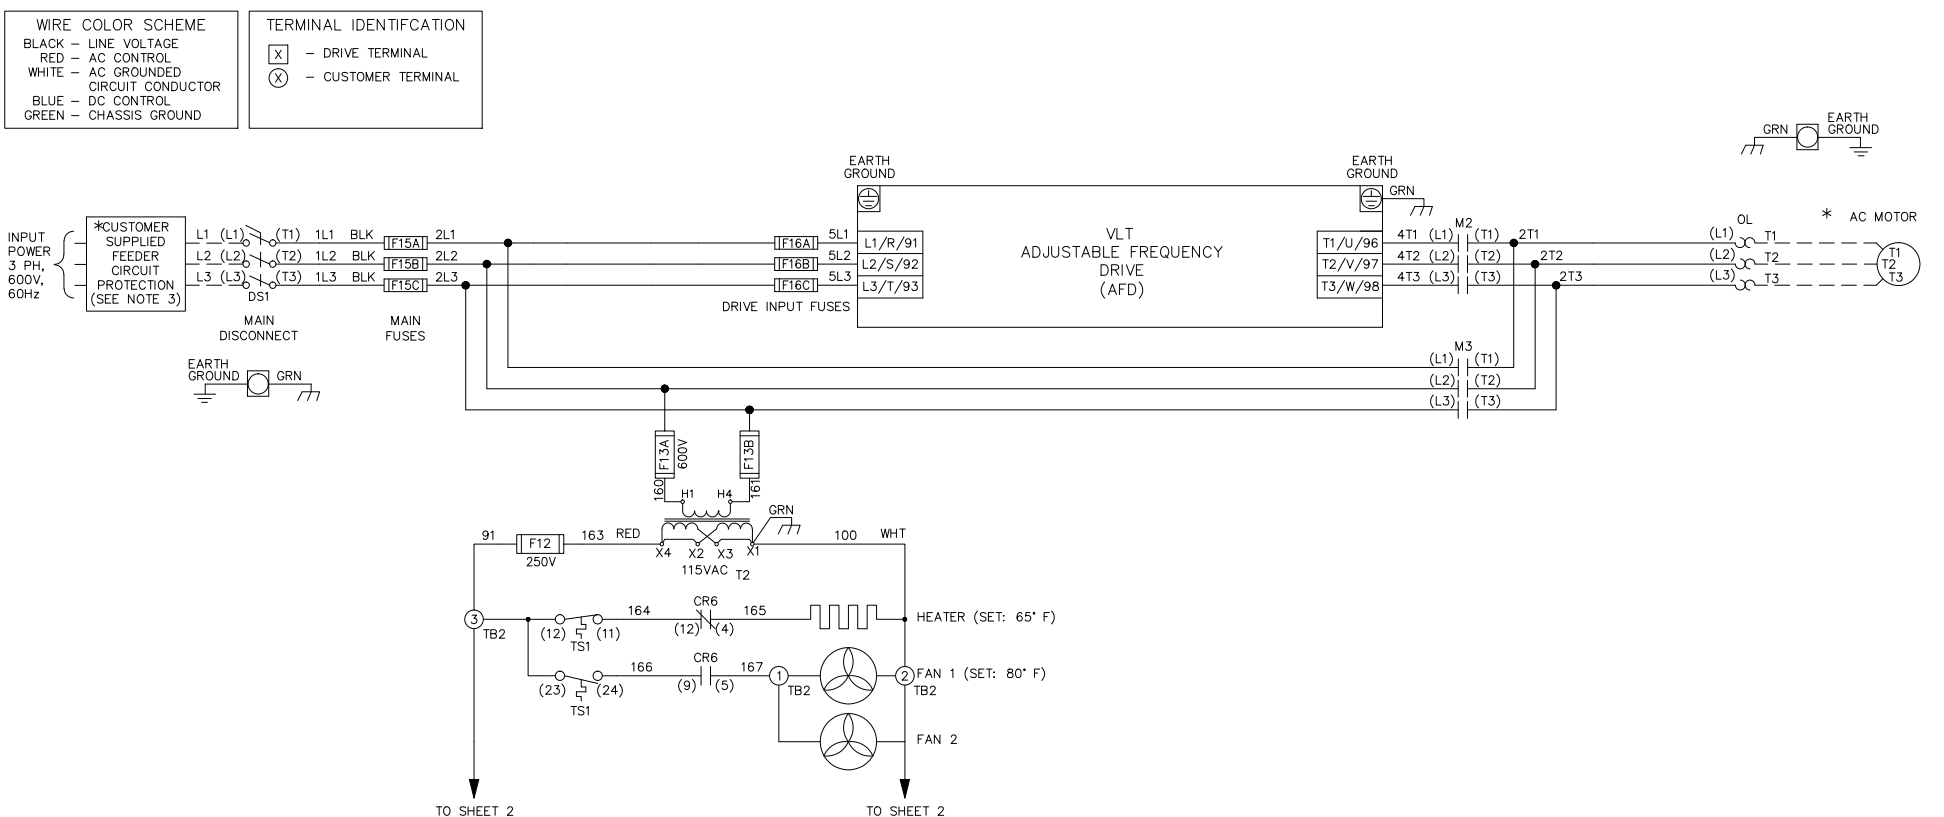 WIRE COLOR SCHEME
BLACK – LINE VOLTAGE
RED – AC CONTROL
WHITE – AC GROUNDED
CIRCUIT CONDUCTOR
BLUE – DC CONTROL
GREEN – CHASSIS GROUND
TERMINAL IDENTIFCATION
X – DRIVE TERMINAL
X – CUSTOMER TERMINAL
GRN
EARTH
GROUND
INPUT
POWER
3 PH,
600V,
60Hz
*CUSTOMER
SUPPLIED
FEEDER
CIRCUIT
PROTECTION
(SEE NOTE 3)
L1 (L1) (T1) 1L1 BLK F15A 2L1
L2 (L2) (T2) 1L2 BLK F15B 2L2
L3 (L3) (T3) 1L3 BLK F15C 2L3
DS1
MAIN
DISCONNECT
MAIN
FUSES
EARTH
GROUND
GRN
F16A 5L1 L1/R/91
F16B 5L2 L2/S/92
F16C 5L3 L3/T/93
DRIVE INPUT FUSES
EARTH
GROUND
VLT
ADJUSTABLE FREQUENCY
DRIVE
(AFD)
EARTH
GROUND
GRN
M2
T1/U/96 4T1 (L1) (T1) 2T1
T2/V/97 4T2 (L2) (T2) 2T2
T3/W/98 4T3 (L3) (T3) 2T3
OL
(L1) T1
(L2) T2
(L3) T3
* AC MOTOR
T1
T2
T3
M3
(L1) (T1)
(L2) (T2)
(L3) (T3)
F13A
600V
F13B
160
161
H1 H4
GRN
91 F12 163 RED
250V
X4 X2 X3 X1
115VAC T2
100 WHT
3
TB2
(12) (11)
TS1
164
CR6
(12) (4)
165
HEATER (SET: 65° F)
(23) (24)
TS1
166
CR6
(9) (5)
167
1
TB2
2
TB2
FAN 1 (SET: 80° F)
FAN 2
TO SHEET 2
TO SHEET 2